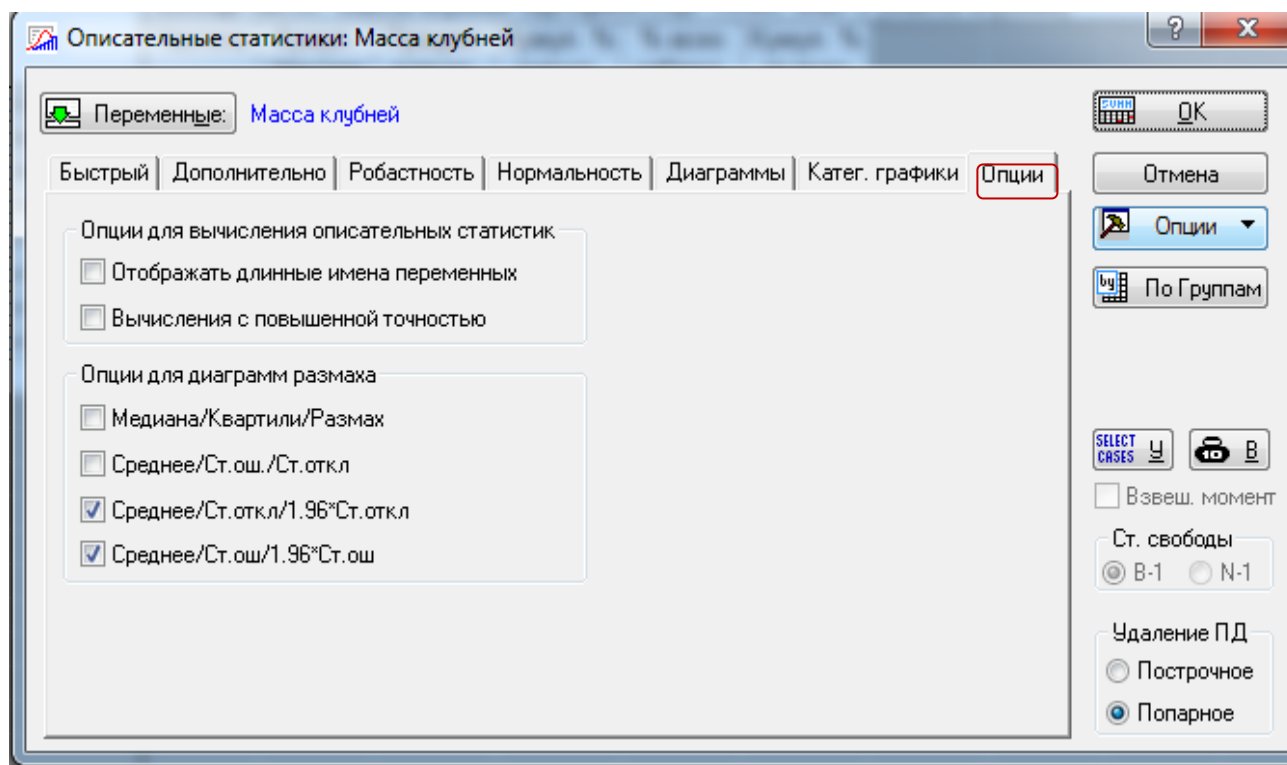 Описательные статистики: Масса клубней
Переменные: Масса клубней
Быстрый Дополнительно Робастность Нормальность Диаграммы Катег. графики Опции
Опции для вычисления описательных статистик
Отображать длинные имена переменных
Вычисления с повышенной точностью
Опции для диаграмм размаха
Медиана/Квартили/Размах
Среднее/Ст.ош./Ст.откл
Среднее/Ст.откл/1.96*Ст.откл
Среднее/Ст.ош/1.96*Ст.ош
SUMM OK
Отмена
Опции
by По Группам
SELECT CASES У В
Взвеш. момент
Ст. свободы
В-1 N-1
Удаление ПД
Построчное
Попарное